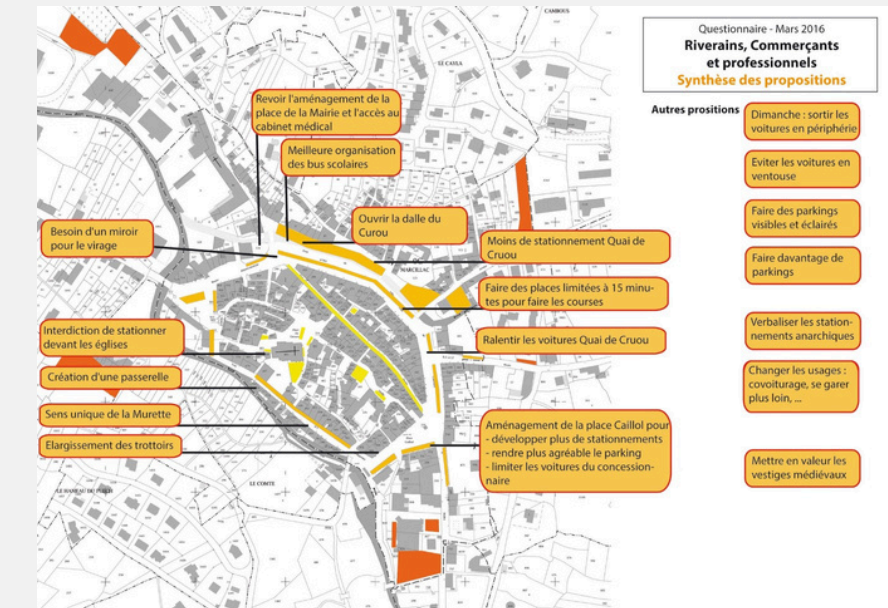 Questionnaire - Mars 2016
Riverains, Commerçants
et professionnels
Synthèse des propositions
Autres prositions
Dimanche : sortir les
voitures en périphérie
Eviter les voitures en
ventouse
Faire des parkings
visibles et éclairés
Faire davantage de
parkings
Verbaliser les station-
nements anarchiques
Changer les usages :
covoiturage, se garer
plus loin, ...
Mettre en valeur les
vestiges médiévaux
CAMBOUS
LE CAYLA
Revoir l'aménagement de la
place de la Mairie et l'accès au
cabinet médical
Meilleure organisation
des bus scolaires
Ouvrir la dalle du
Curou
Besoin d'un miroir
pour le virage
Moins de stationnement Quai de
Cruou
MARCILLAC
Faire des places limitées à 15 minu-
tes pour faire les courses
Interdiction de stationner
devant les églises
Ralentir les voitures Quai de Cruou
Création d'une passerelle
Sens unique de la Murette
Elargissement des trottoirs
Aménagement de la place Caillol pour
- développer plus de stationnements
- rendre plus agréable le parking
- limiter les voitures du concession-
naire
LE COMTE